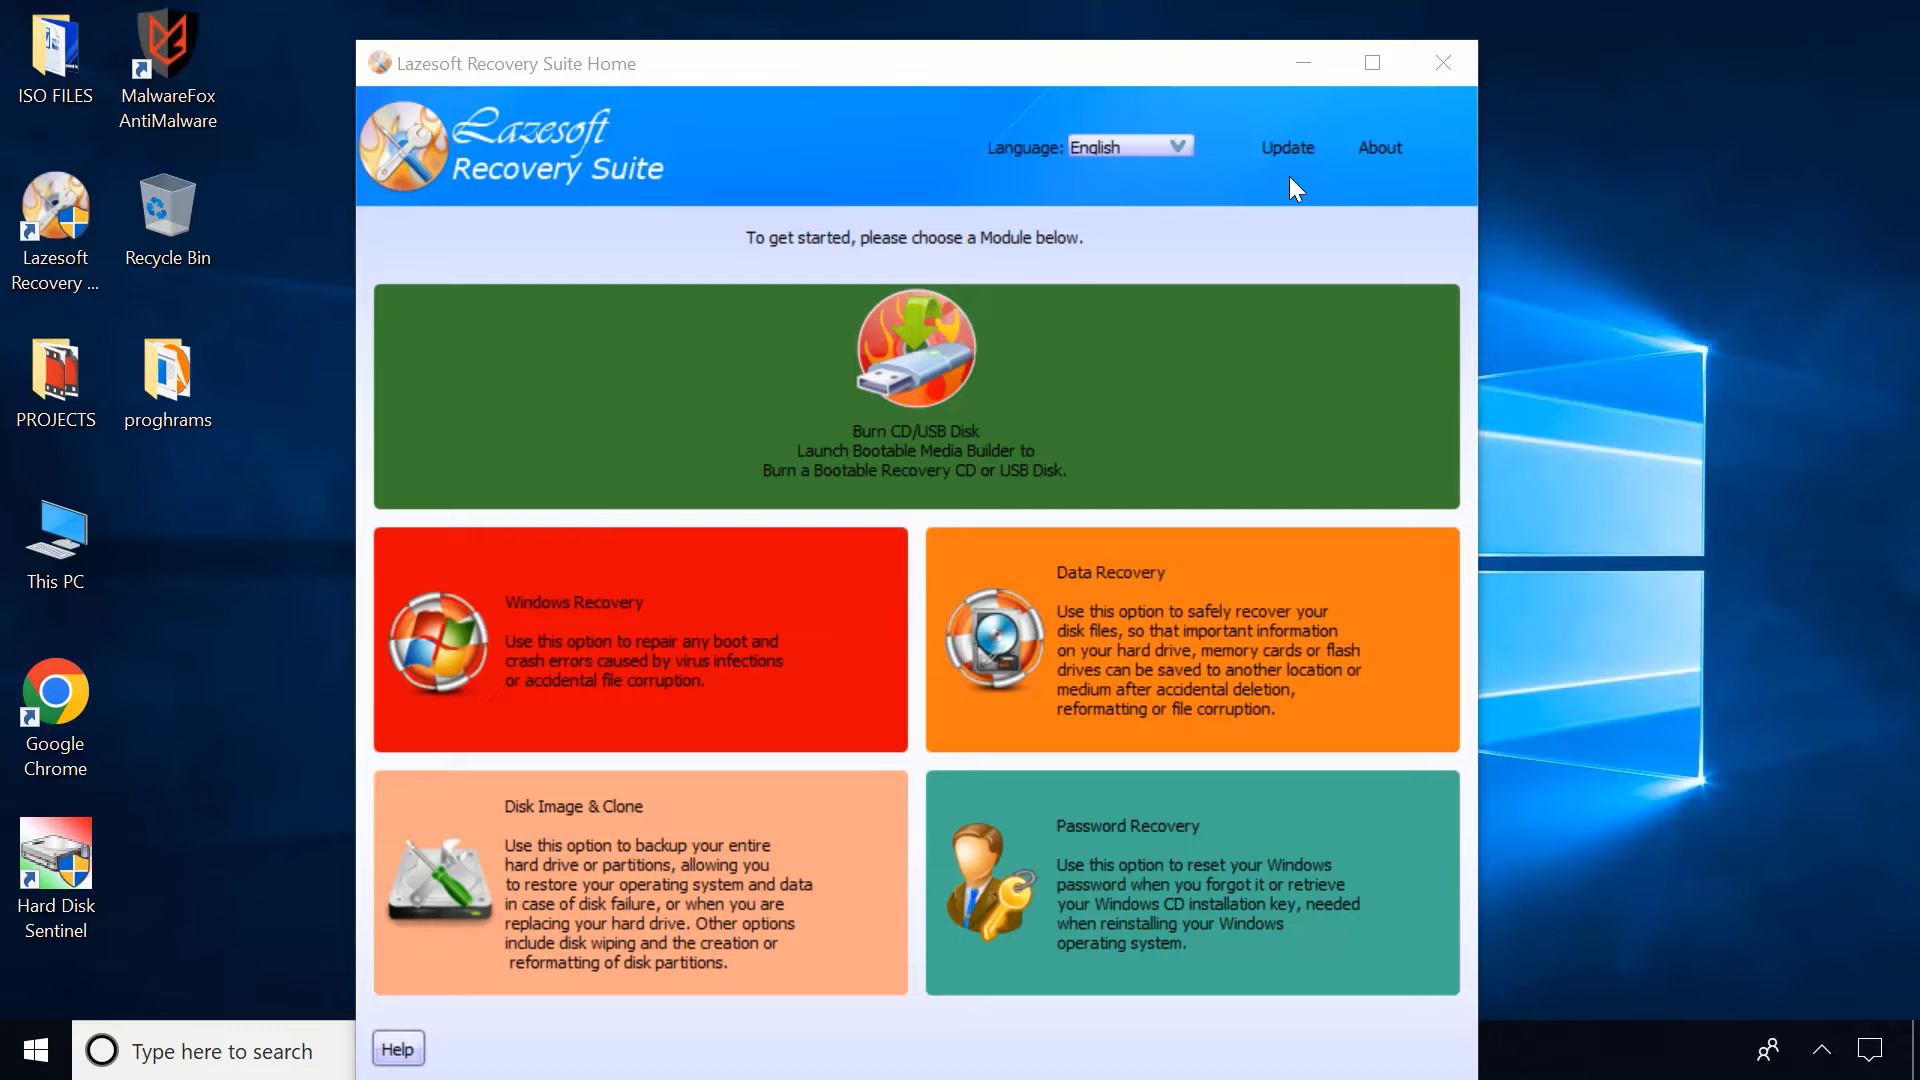 ISO FILES
MalwareFox
AntiMalware
Lazesoft
Recovery ...
Recycle Bin
PROJECTS
proghrams
This PC
Google
Chrome
Hard Disk
Sentinel
Lazesoft Recovery Suite Home
Lazesoft
Recovery Suite
Language: English
Update
About
To get started, please choose a Module below.
Burn CD/USB Disk
Launch Bootable Media Builder to
Burn a Bootable Recovery CD or USB Disk.
Windows Recovery
Use this option to repair any boot and
crash errors caused by virus infections
or accidental file corruption.
Data Recovery
Use this option to safely recover your
disk files, so that important information
on your hard drive, memory cards or flash
drives can be saved to another location or
medium after accidental deletion,
reformatting or file corruption.
Disk Image & Clone
Use this option to backup your entire
hard drive or partitions, allowing you
to restore your operating system and data
in case of disk failure, or when you are
replacing your hard drive. Other options
include disk wiping and the creation or
reformatting of disk partitions.
Password Recovery
Use this option to reset your Windows
password when you forgot it or retrieve
your Windows CD installation key, needed
when reinstalling your Windows
operating system.
Help
Type here to search